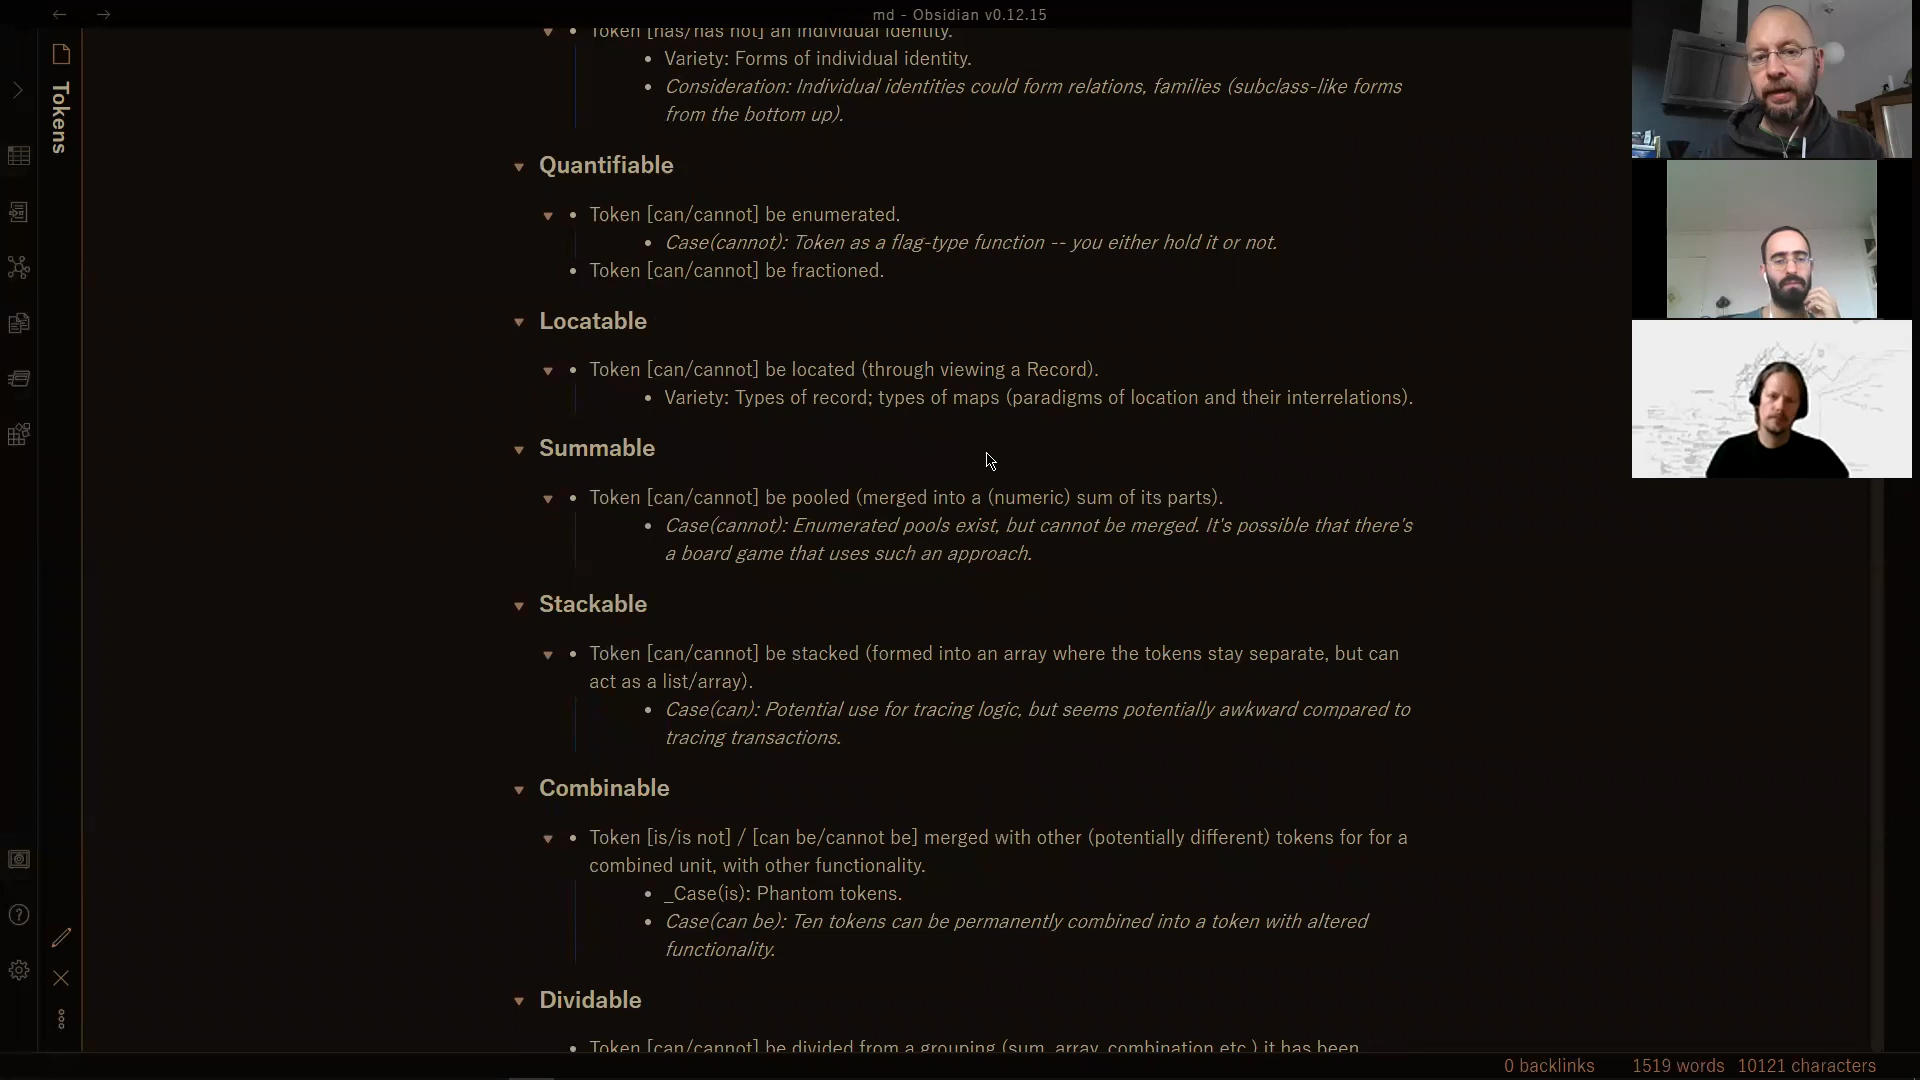 md - Obsidian v0.12.15
Tokens
Token [has/has not] an individual identity.
Variety: Forms of individual identity.
Consideration: Individual identities could form relations, families (subclass-like forms
from the bottom up).
Quantifiable
Token [can/cannot] be enumerated.
Case(cannot): Token as a flag-type function -- you either hold it or not.
Token [can/cannot] be fractioned.
Locatable
Token [can/cannot] be located (through viewing a Record).
Variety: Types of record; types of maps (paradigms of location and their interrelations).
Summable
Token [can/cannot] be pooled (merged into a (numeric) sum of its parts).
Case(cannot): Enumerated pools exist, but cannot be merged. It's possible that there's
a board game that uses such an approach.
Stackable
Token [can/cannot] be stacked (formed into an array where the tokens stay separate, but can
act as a list/array).
Case(can): Potential use for tracing logic, but seems potentially awkward compared to
tracing transactions.
Combinable
Token [is/is not] / [can be/cannot be] merged with other (potentially different) tokens for for a
combined unit, with other functionality.
_Case(is): Phantom tokens.
Case(can be): Ten tokens can be permanently combined into a token with altered
functionality.
Dividable
Token [can/cannot] be divided from a grouping (sum, array, combination etc.) it has been
0 backlinks 1519 words 10121 characters